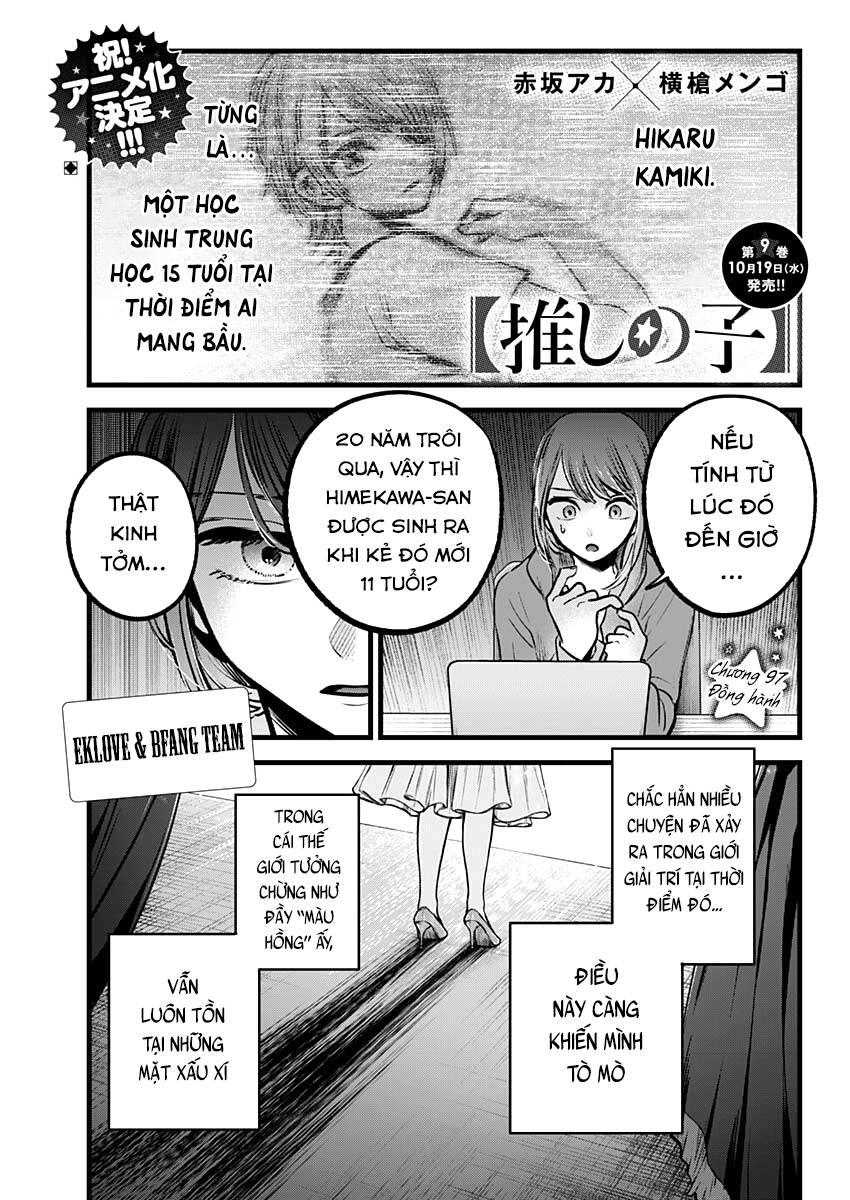 祝!
アニメ化
決定
!!!
赤坂アカ × 横槍メンゴ
HIKARU
KAMIKI.
TỪNG
LÀ...
MỘT HỌC
SINH TRUNG
HỌC 15 TUỔI TẠI
THỜI ĐIỂM AI
MANG BẦU.
第9巻
10月19日(水)
発売!!
【推しの子】
NẾU
TÍNH TỪ
LÚC ĐÓ
ĐẾN GIỜ
...
20 NĂM TRÔI
QUA, VẬY THÌ
HIMEKAWA-SAN
ĐƯỢC SINH RA
KHI KẺ ĐÓ MỚI
11 TUỔI?
THẬT
KINH
TỞM...
Chương 97
Đồng hành
EKLOVE & BFANG TEAM
CHẮC HẲN NHIỀU
CHUYỆN ĐÃ XẢY
RA TRONG GIỚI
GIẢI TRÍ TẠI THỜI
ĐIỂM ĐÓ...
ĐIỀU
NÀY CÀNG
KHIẾN MÌNH
TÒ MÒ
TRONG
CÁI THẾ
GIỚI TƯỞNG
CHỪNG NHƯ
ĐẦY "MÀU
HỒNG" ẤY,
VẪN
LUÔN TỒN
TẠI NHỮNG
MẶT XẤU XÍ